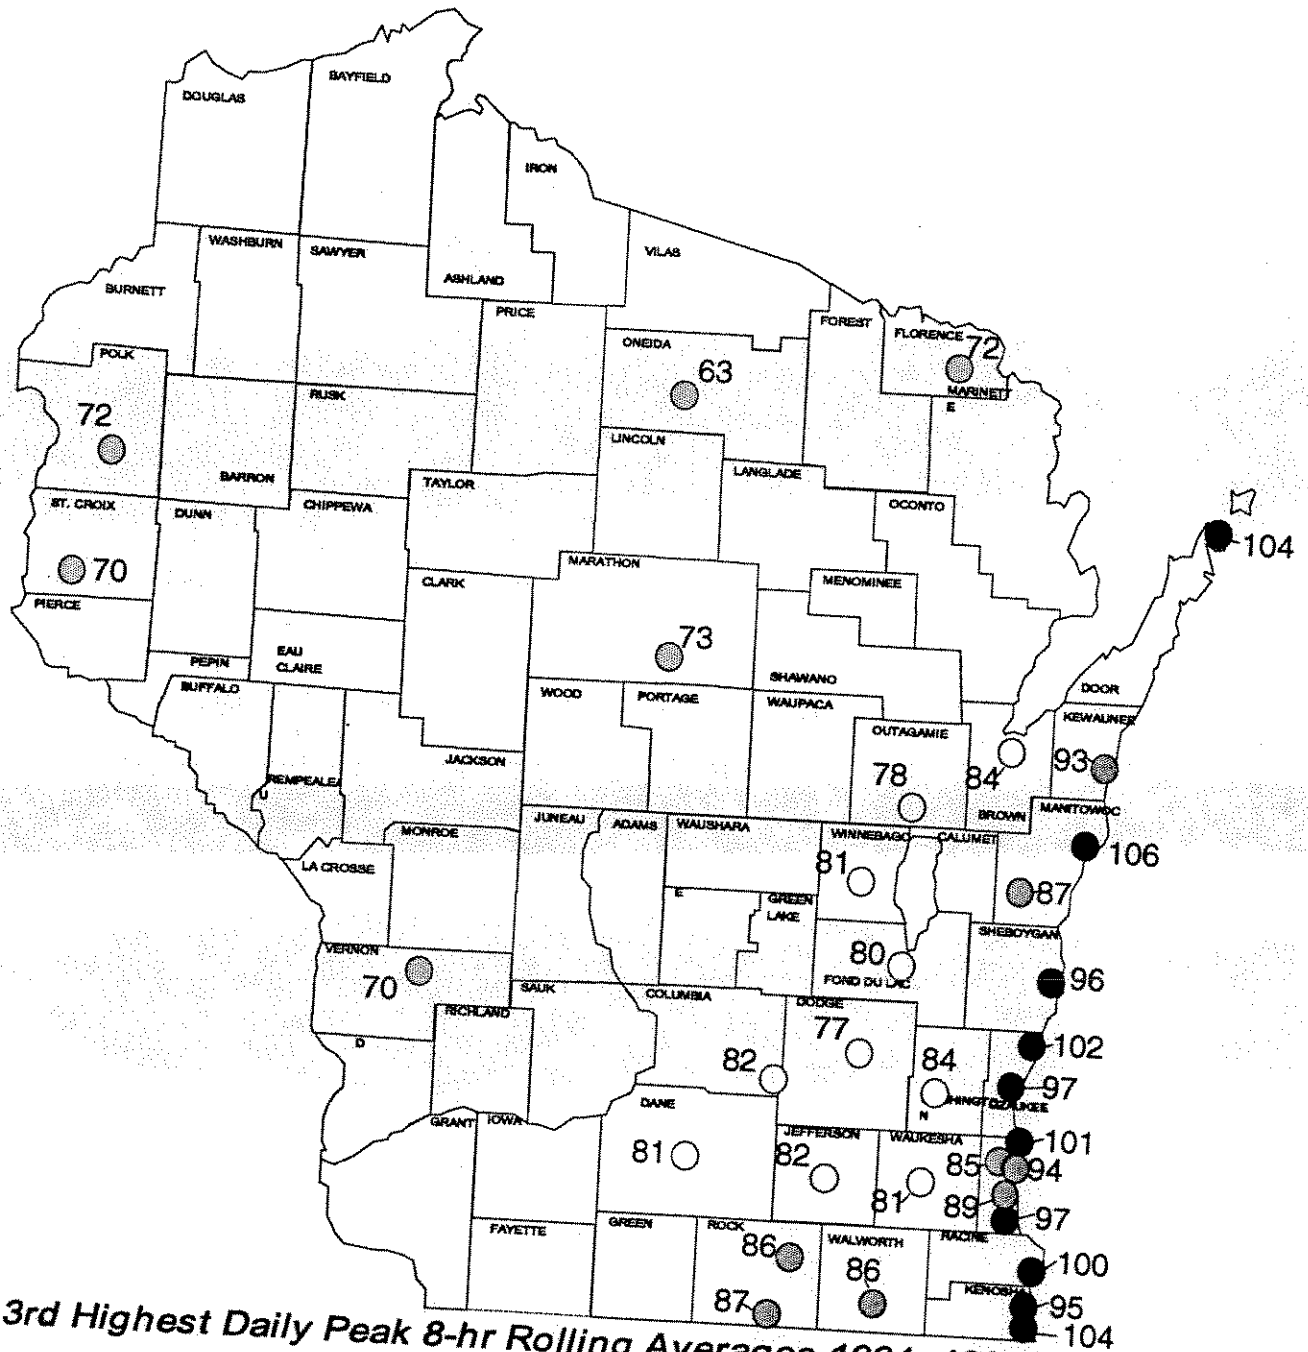 BAYFIELD
DOUGLAS
IRON
WASHBURN
SAWYER
VILAS
ASHLAND
BURNETT
PRICE
FOREST
FLORENCE
72
ONEIDA
POLK
63
RUSK
MARINETT
E
72
LINCOLN
LANGLADE
BARRON
TAYLOR
ST. CROIX
CHIPPEWA
OCONTO
DUNN
104
MARATHON
70
CLARK
MENOMINEE
PIERCE
73
EAU
CLAIRE
PEPIN
SHAWANO
BUFFALO
DOOR
WOOD
PORTAGE
WAUPACA
KEWAUNEE
OUTAGAMIE
JACKSON
93
REMPEALEA
U
78
84
MANITOWOC
BROWN
JUNEAU
ADAMS
WAUSHARA
MONROE
WINNEBAGO
CALUMET
106
81
LA CROSSE
E
GREEN
LAKE
87
SHEBOYGAN
VERNON
80
70
FOND DU LAC
96
SAUK
COLUMBIA
DODGE
RICHLAND
77
D
102
82
84
97
HINGT
OZAUKEE
N
DANE
GRANT
IOWA
JEFFERSON
WAUKESHA
101
81
82
85
94
81
89
97
FAYETTE
GREEN
ROCK
WALWORTH
RACINE
86
86
100
KENOSHA
87
95
104
3rd Highest Daily Peak 8-hr Rolling Averages